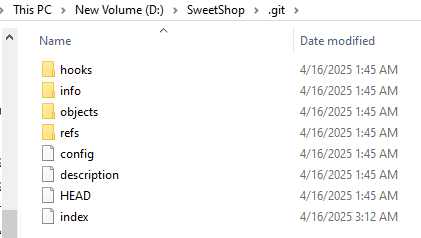 This PC > New Volume (D:) > SweetShop > .git >
Name Date modified
hooks 4/16/2025 1:45 AM
info 4/16/2025 1:45 AM
objects 4/16/2025 1:45 AM
refs 4/16/2025 1:45 AM
config 4/16/2025 1:45 AM
description 4/16/2025 1:45 AM
HEAD 4/16/2025 1:45 AM
index 4/16/2025 3:12 AM